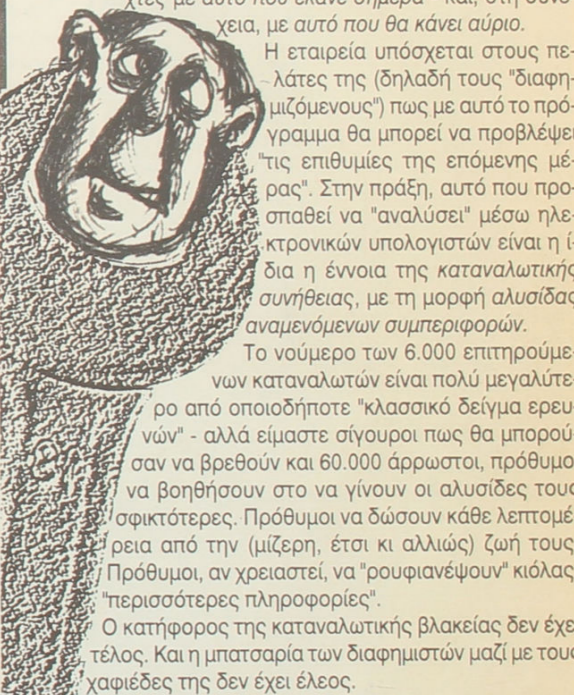 χτές με αυτό που έκανε σήμερα - και, στη συνέ-
χεια, με αυτό που θα κάνει αύριο.
Η εταιρεία υπόσχεται στους πε-
λάτες της (δηλαδή τους "διαφη-
μιζόμενους") πως με αυτό το πρό-
γραμμα θα μπορεί να προβλέψει
"τις επιθυμίες της επόμενης μέ-
ρας". Στην πράξη, αυτό που προ-
σπαθεί να "αναλύσει" μέσω ηλε-
κτρονικών υπολογιστών είναι η ί-
δια η έννοια της καταναλωτικής
συνήθειας, με τη μορφή αλυσίδας
αναμενόμενων συμπεριφορών.
Το νούμερο των 6.000 επιτηρούμε-
νων καταναλωτών είναι πολύ μεγαλύτε-
ρο από οποιοδήποτε "κλασσικό δείγμα ερευ-
νών" - αλλά είμαστε σίγουροι πως θα μπορού-
σαν να βρεθούν και 60.000 άρρωστοι, πρόθυμο
να βοηθήσουν στο να γίνουν οι αλυσίδες τους
σφικτότερες. Πρόθυμοι να δώσουν κάθε λεπτομέ-
ρεια από την (μίζερη, έτσι κι αλλιώς) ζωή τους
Πρόθυμοι, αν χρειαστεί, να "ρουφιανέψουν" κιόλας
"περισσότερες πληροφορίες".
Ο κατήφορος της καταναλωτικής βλακείας δεν έχε
τέλος. Και η μπατσαρία των διαφημιστών μαζί με τους
χαφιέδες της δεν έχει έλεος.